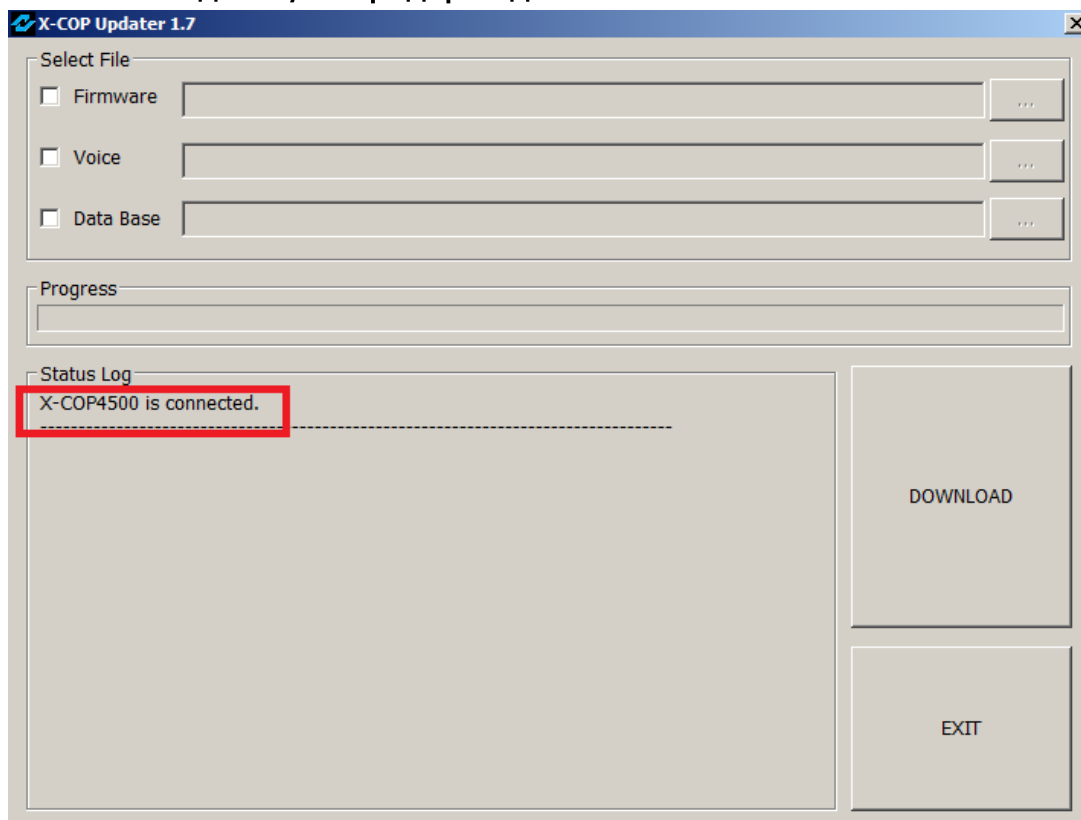 X-COP Updater 1.7
Select File
Firmware
...
Voice
...
Data Base
...
Progress
Status Log
X-COP4500 is connected.
--------------------------------------------------------------------------------
DOWNLOAD
EXIT